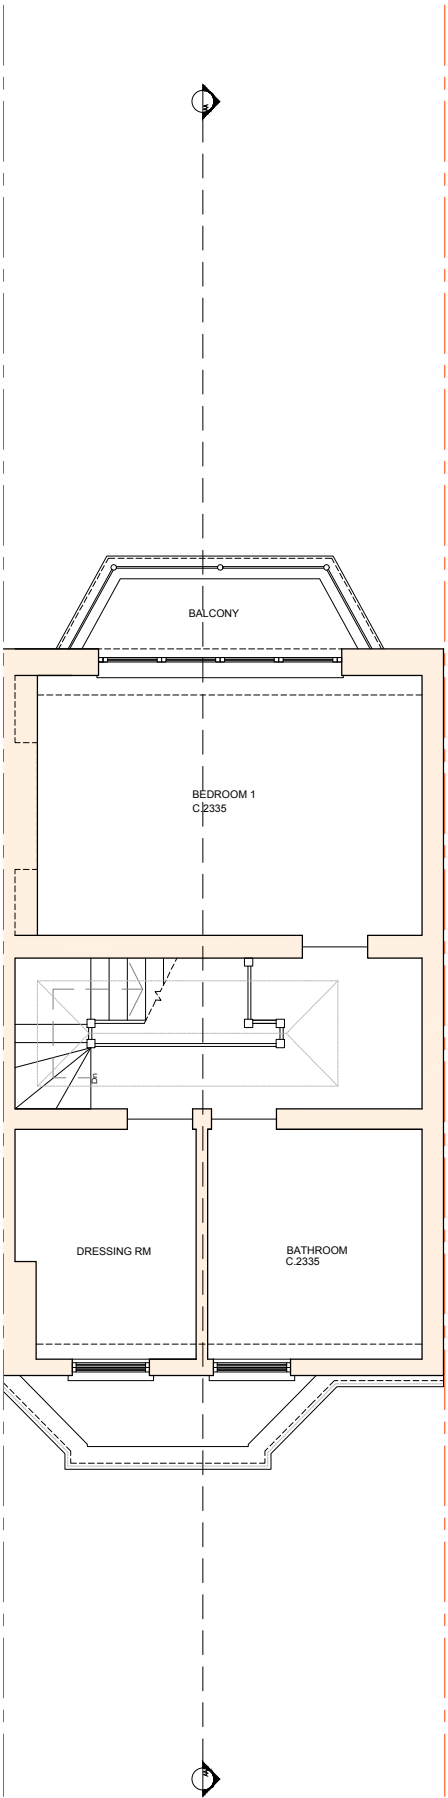 BALCONY
BEDROOM 1
C.2335
Dn
DRESSING RM
BATHROOM
C.2335